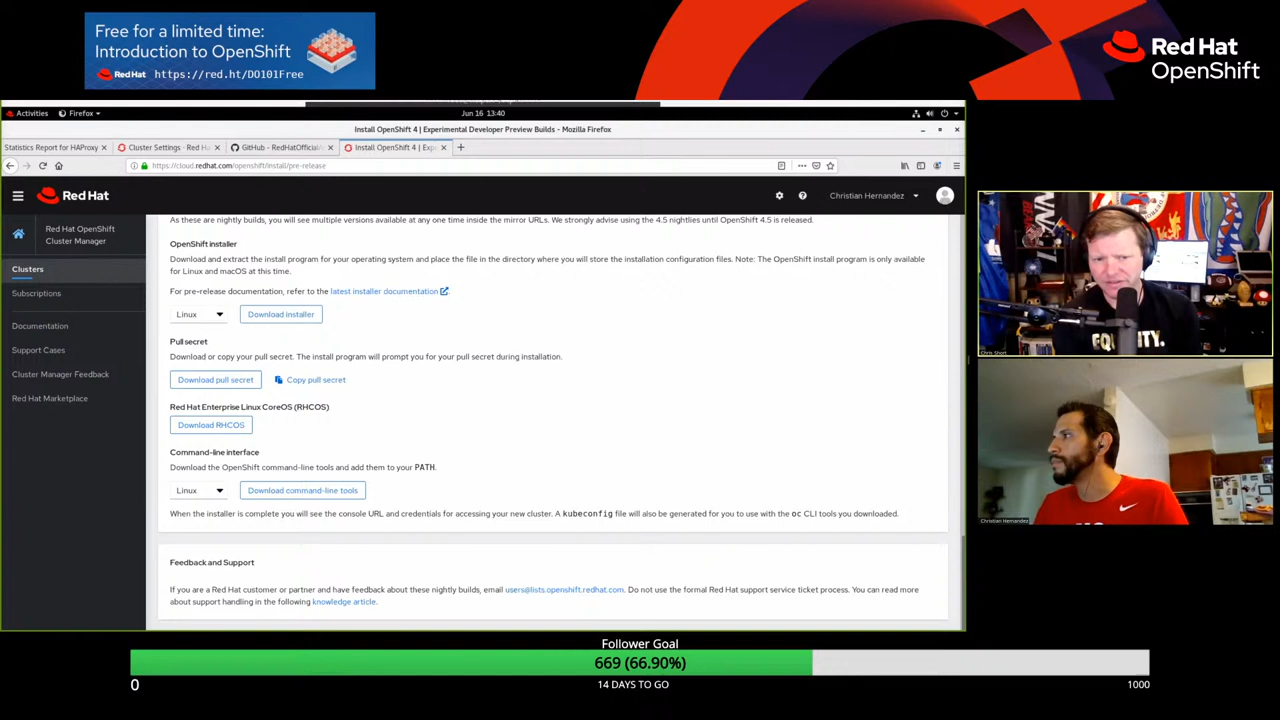 Free for a limited time:
Introduction to OpenShift
Red Hat https://red.ht/DO101Free
Red Hat
OpenShift
Activities Firefox Jun 16 13:40
Install OpenShift 4 | Experimental Developer Preview Builds - Mozilla Firefox
Statistics Report for HAProxy Cluster Settings · Red Ha GitHub - RedHatOfficial/ Install OpenShift 4 | Expe
https://cloud.redhat.com/openshift/install/pre-release
Red Hat Christian Hernandez
Red Hat OpenShift
Cluster Manager
Clusters
Subscriptions
Documentation
Support Cases
Cluster Manager Feedback
Red Hat Marketplace
As these are nightly builds, you will see multiple versions available at any one time inside the mirror URLs. We strongly advise using the 4.5 nightlies until OpenShift 4.5 is released.
OpenShift installer
Download and extract the install program for your operating system and place the file in the directory where you will store the installation configuration files. Note: The OpenShift install program is only available
for Linux and macOS at this time.
For pre-release documentation, refer to the latest installer documentation.
Linux Download installer
Pull secret
Download or copy your pull secret. The install program will prompt you for your pull secret during installation.
Download pull secret Copy pull secret
Red Hat Enterprise Linux CoreOS (RHCOS)
Download RHCOS
Command-line interface
Download the OpenShift command-line tools and add them to your PATH.
Linux Download command-line tools
When the installer is complete you will see the console URL and credentials for accessing your new cluster. A kubeconfig file will also be generated for you to use with the oc CLI tools you downloaded.
Feedback and Support
If you are a Red Hat customer or partner and have feedback about these nightly builds, email users@lists.openshift.redhat.com. Do not use the formal Red Hat support service ticket process. You can read more
about support handling in the following knowledge article.
Chris Short
Christian Hernandez
Follower Goal
669 (66.90%)
0 14 DAYS TO GO 1000